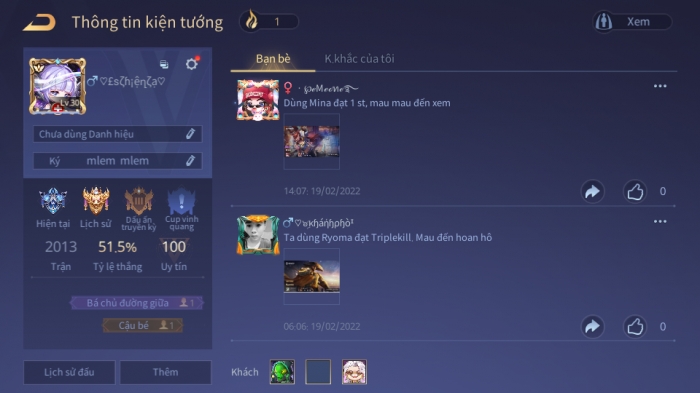 Thông tin kiện tướng
1
Xem
Lv.30
♂♡£sζɦ¡ệηζa♡
Chưa dùng Danh hiệu
Ký mlem mlem
Hiện tại
Lịch sử
Dấu ấn truyền kỳ
Cup vinh quang
2013
51.5%
100
Trận
Tỷ lệ thắng
Uy tín
Bá chủ đường giữa 1
Cậu bé 1
Lịch sử đấu
Thêm
Bạn bè
K.khắc của tôi
Dùng Mina đạt 1 st, mau mau đến xem
14:07: 19/02/2022
0
Ta dùng Ryoma đạt Triplekill. Mau đến hoan hô
06:06: 19/02/2022
0
Khách